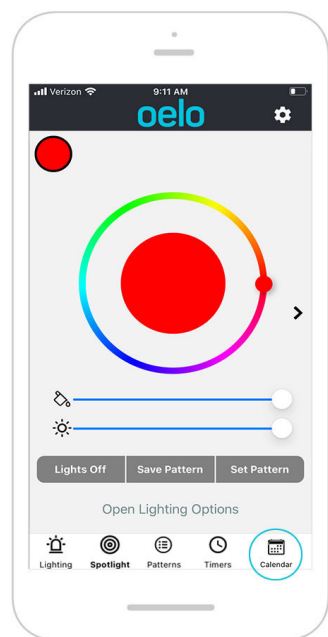 Verizon 9:11 AM
oelo
Lights Off Save Pattern Set Pattern
Open Lighting Options
Lighting Spotlight Patterns Timers Calendar